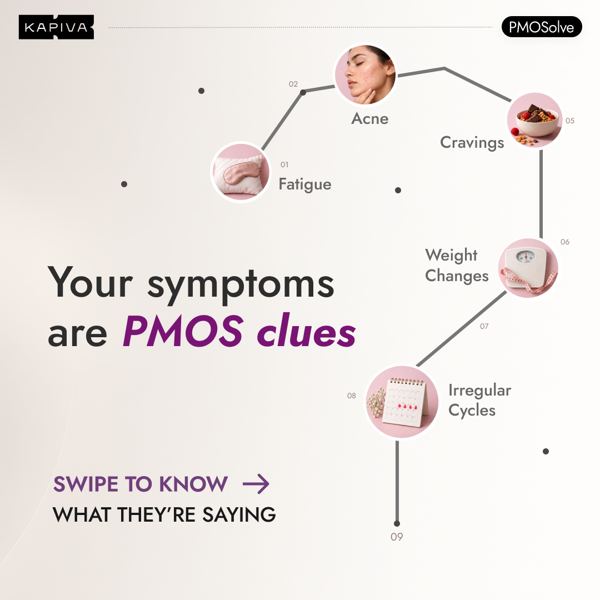 KAPIVA
PMOSolve
02
Acne
05
Cravings
01
Fatigue
06
Weight
Changes
Your symptoms
are PMOS clues
07
08
Irregular
Cycles
SWIPE TO KNOW →
WHAT THEY'RE SAYING
09